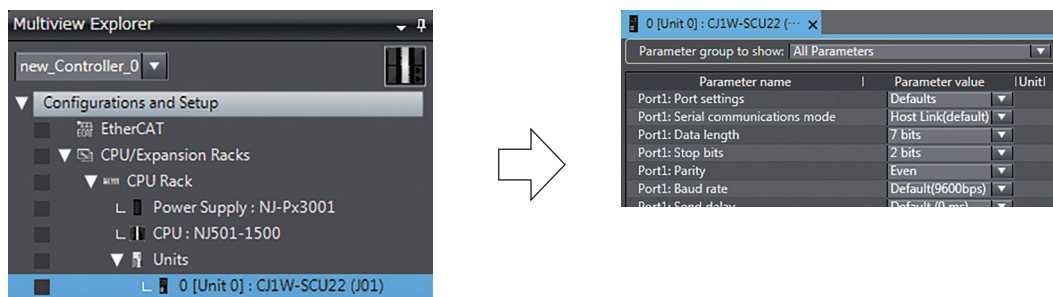 Multiview Explorer
new_Controller_0
Configurations and Setup
EtherCAT
CPU/Expansion Racks
CPU Rack
Power Supply : NJ-Px3001
CPU : NJ501-1500
Units
0 [Unit 0] : CJ1W-SCU22 (J01)
0 [Unit 0] : CJ1W-SCU22 (···
Parameter group to show: All Parameters
Parameter name Parameter value Unit
Port1: Port settings Defaults
Port1: Serial communications mode Host Link(default)
Port1: Data length 7 bits
Port1: Stop bits 2 bits
Port1: Parity Even
Port1: Baud rate Default(9600bps)
Port1: Send delay Default (0 ms)